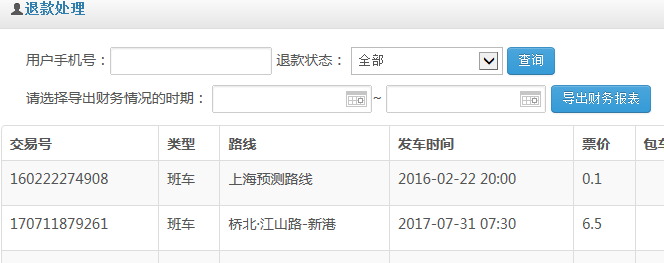 退款处理
用户手机号： 退款状态： 全部 查询
请选择导出财务情况的时期： ~ 导出财务报表
交易号 类型 路线 发车时间 票价 包车
160222274908 班车 上海预测路线 2016-02-22 20:00 0.1
170711879261 班车 桥北·江山路-新港 2017-07-31 07:30 6.5